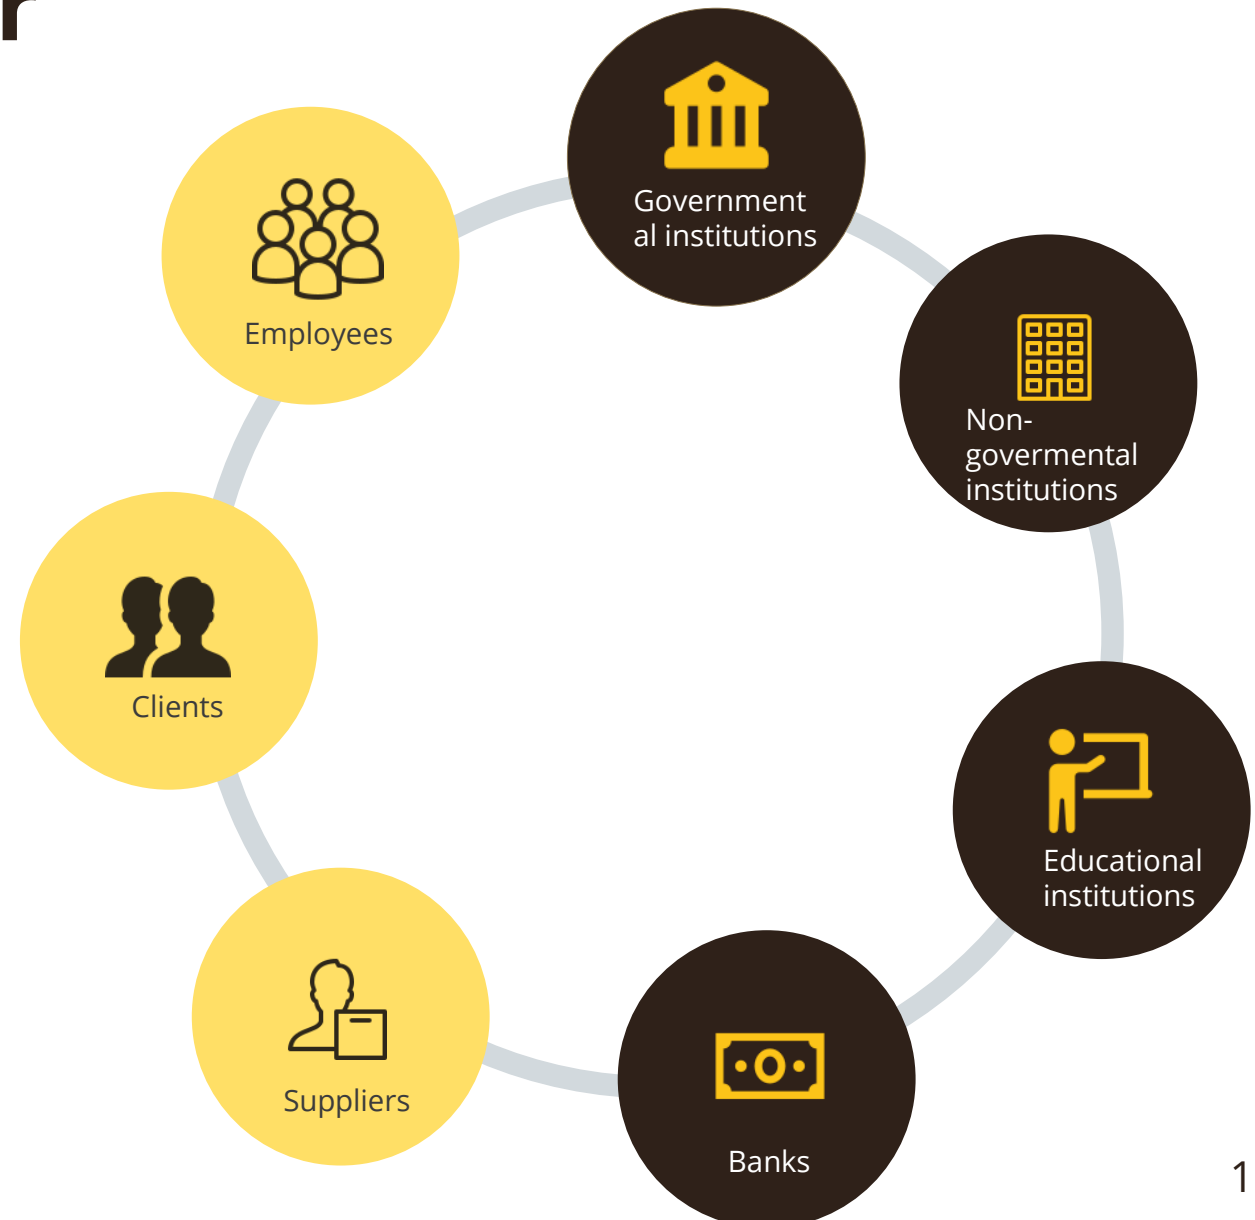 r
Government
al institutions
Non-
govermental
institutions
Employees
Clients
Educational
institutions
Suppliers
Banks
1